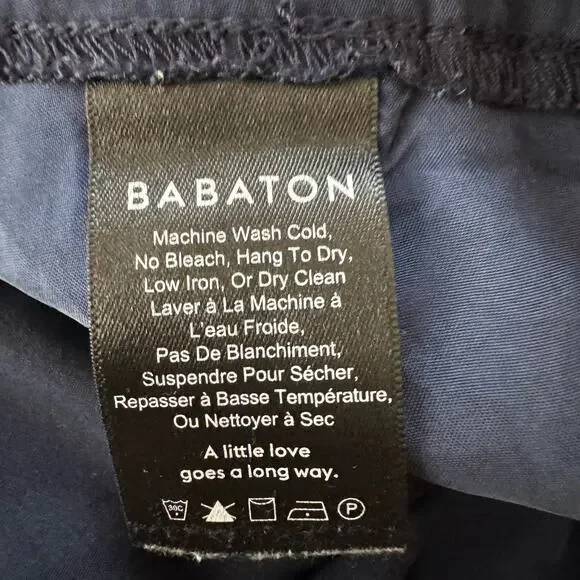 BABATON
Machine Wash Cold,
No Bleach, Hang To Dry,
Low Iron, Or Dry Clean
Laver à La Machine à
L'eau Froide,
Pas De Blanchiment,
Suspendre Pour Sécher,
Repasser à Basse Température,
Ou Nettoyer à Sec
A little love
goes a long way.
30C P